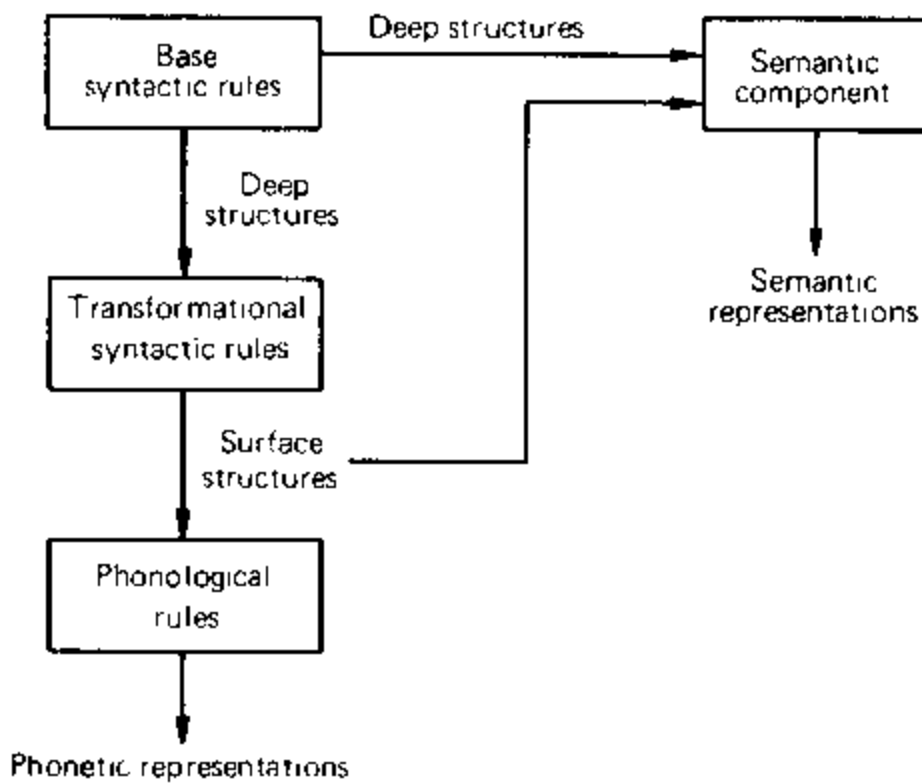 Deep structures
Base
syntactic rules
Semantic
component
Deep
structures
Semantic
representations
Transformational
syntactic rules
Surface
structures
Phonological
rules
Phonetic representations